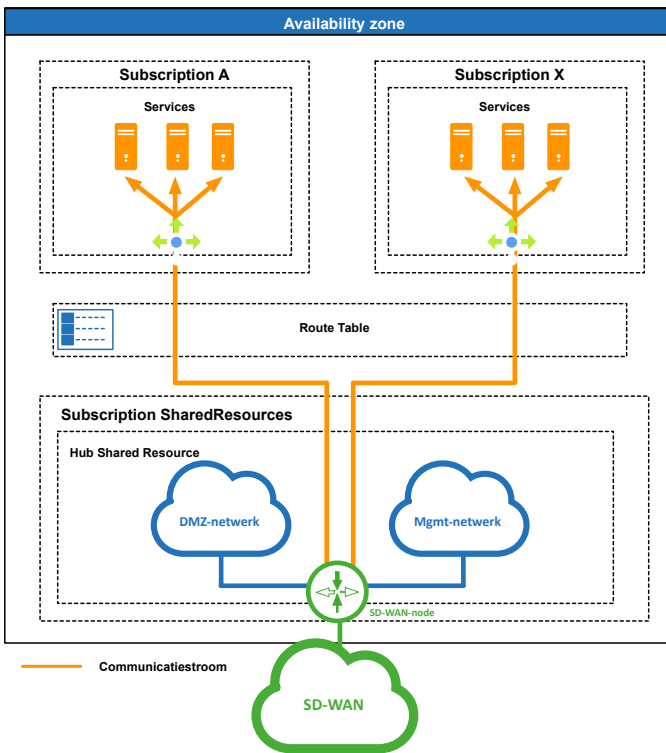 Availability zone
Subscription A
Subscription X
Services
Services
Route Table
Subscription SharedResources
Hub Shared Resource
DMZ-netwerk
Mgmt-netwerk
SD-WAN-node
Communicatiestroom
SD-WAN